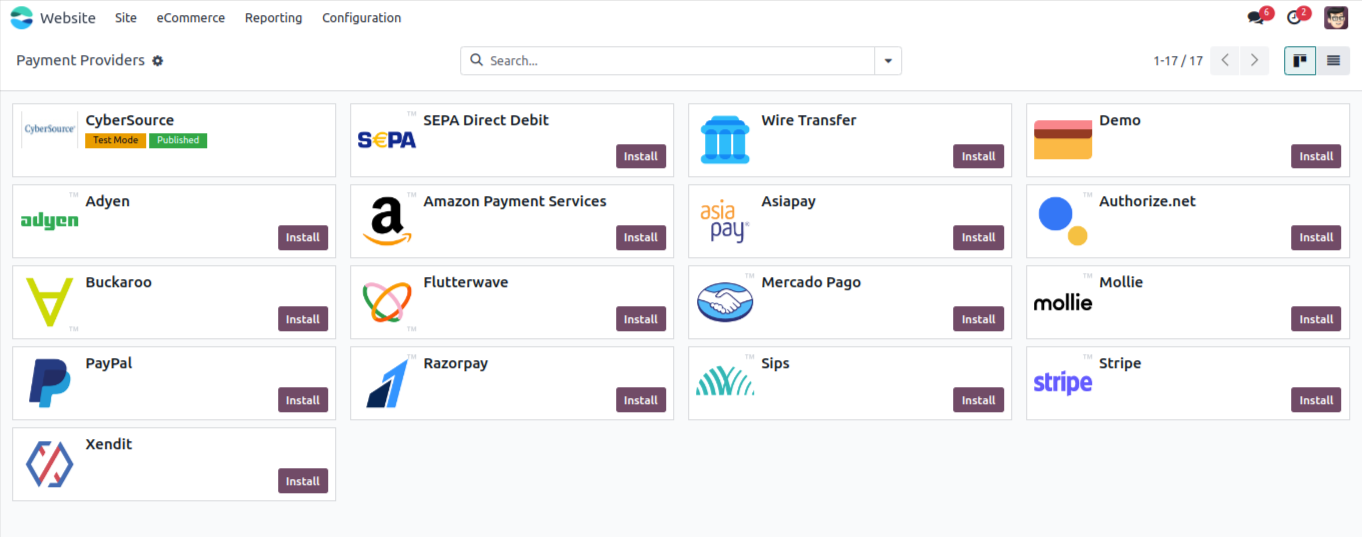 Website Site eCommerce Reporting Configuration 6 2
Payment Providers Search... 1-17 / 17
CyberSource CyberSource
Test Mode Published
TM SEPA SEPA Direct Debit
Install
Wire Transfer
Install
Demo
Install
TM adyen Adyen
Install
TM a Amazon Payment Services
Install
asia pay Asiapay
Install
TM Authorize.net
Install
Buckaroo
TM Install
Flutterwave
TM Install
TM Mercado Pago
Install
TM mollie Mollie
Install
PayPal
Install
TM Razorpay
Install
TM Sips
Install
TM stripe Stripe
Install
Xendit
Install